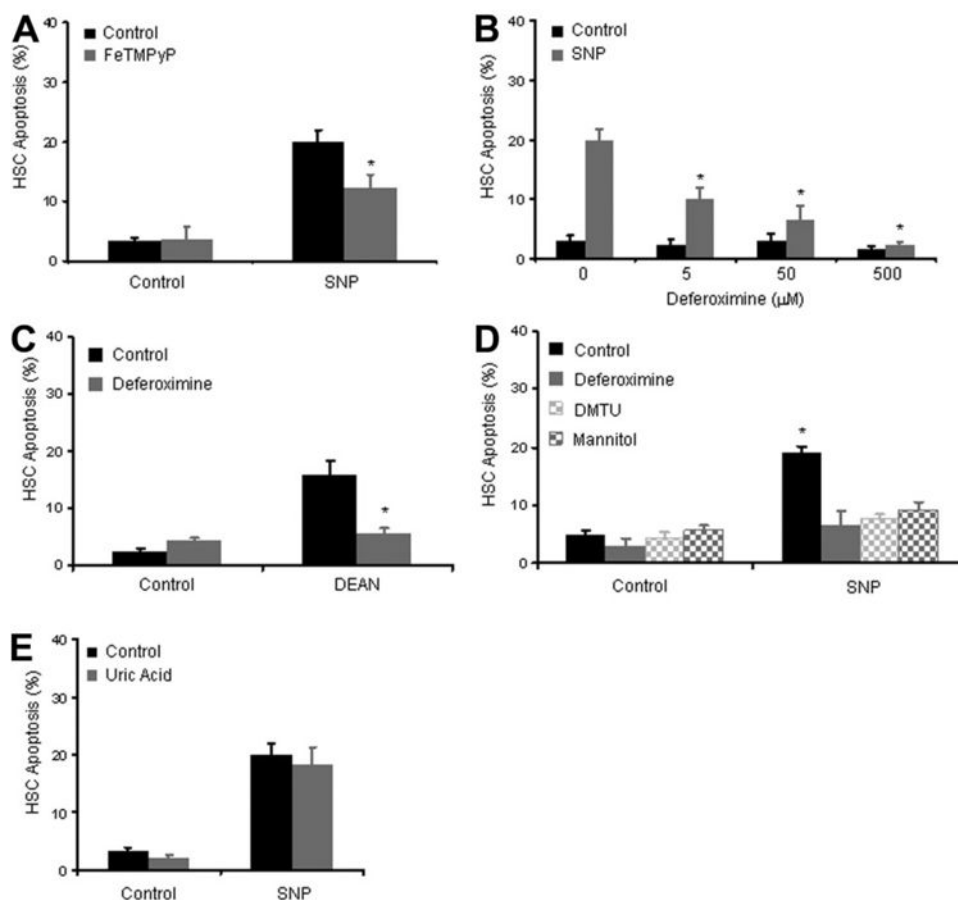 A
HSC Apoptosis (%)
40
30
20
10
0
Control
FeTMPyP
*
Control
SNP
B
HSC Apoptosis (%)
40
30
20
10
0
Control
SNP
*
*
*
0
5
50
500
Deferoximine (µM)
C
HSC Apoptosis (%)
40
30
20
10
0
Control
Deferoximine
*
Control
DEAN
D
HSC Apoptosis (%)
40
30
20
10
0
Control
Deferoximine
DMTU
Mannitol
*
Control
SNP
E
HSC Apoptosis (%)
40
30
20
10
0
Control
Uric Acid
Control
SNP